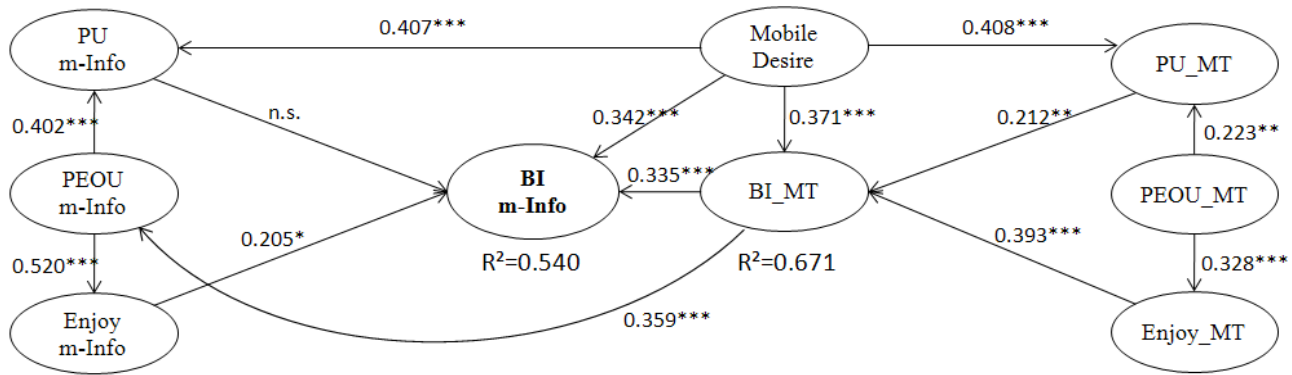 PU
m-Info
0.407***
Mobile
Desire
0.408***
PU_MT
0.402***
n.s.
0.342***
0.371***
0.212**
0.223**
PEOU
m-Info
BI
m-Info
0.335***
BI_MT
PEOU_MT
0.520***
0.205*
R²=0.540
R²=0.671
0.393***
0.328***
Enjoy
m-Info
0.359***
Enjoy_MT